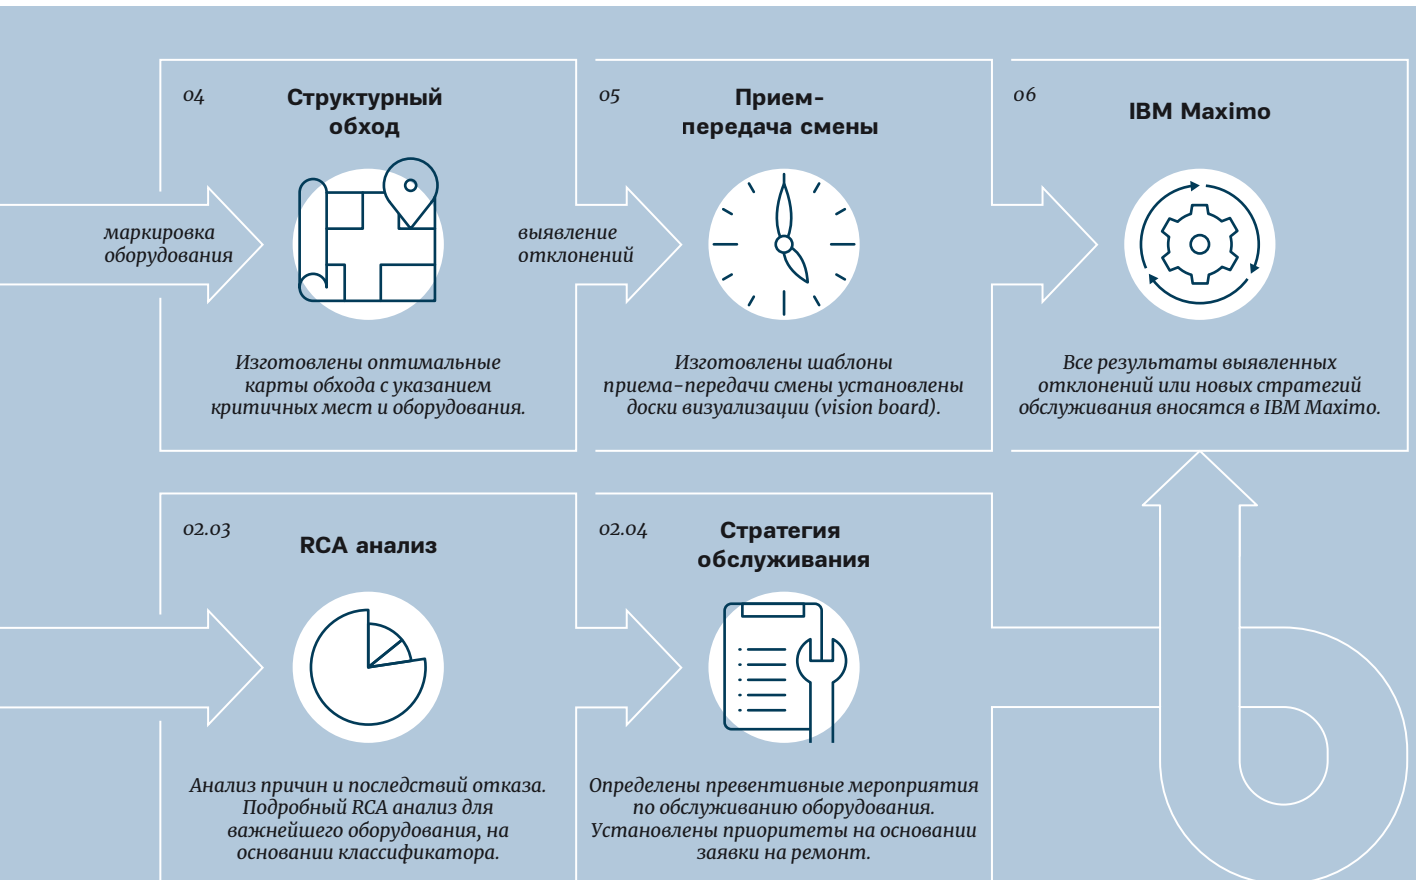 04
Структурный
обход
маркировка
оборудования
Изготовлены оптимальные
карты обхода с указанием
критичных мест и оборудования.
05
Прием-
передача смены
выявление
отклонений
Изготовлены шаблоны
приема-передачи смены установлены
доски визуализации (vision board).
06
IBM Maximo
Все результаты выявленных
отклонений или новых стратегий
обслуживания вносятся в IBM Maximo.
02.03
RCA анализ
Анализ причин и последствий отказа.
Подробный RCA анализ для
важнейшего оборудования, на
основании классификатора.
02.04
Стратегия
обслуживания
Определены превентивные мероприятия
по обслуживанию оборудования.
Установлены приоритеты на основании
заявки на ремонт.